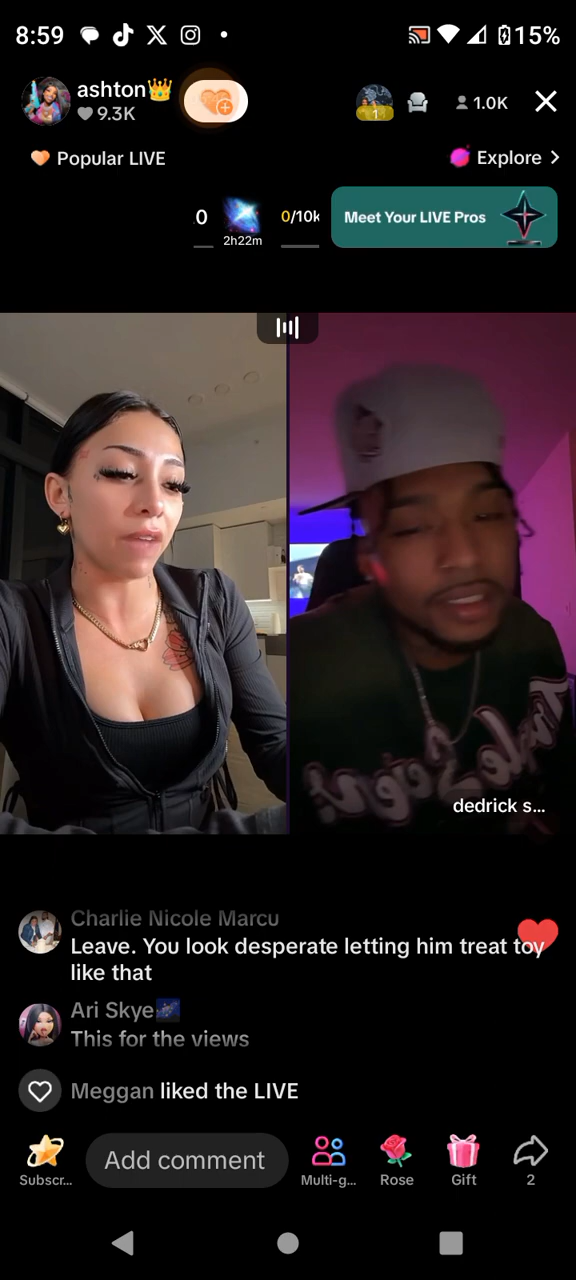 8:59
15%
ashton👑
9.3K
1
1.0K
Popular LIVE
Explore
.0
2h22m
0/10k
Meet Your LIVE Pros
dedrick s...
Charlie Nicole Marcu
Leave. You look desperate letting him treat toy
like that
Ari Skye🌌
This for the views
Meggan liked the LIVE
Add comment
Subscr...
Multi-g...
Rose
Gift
2